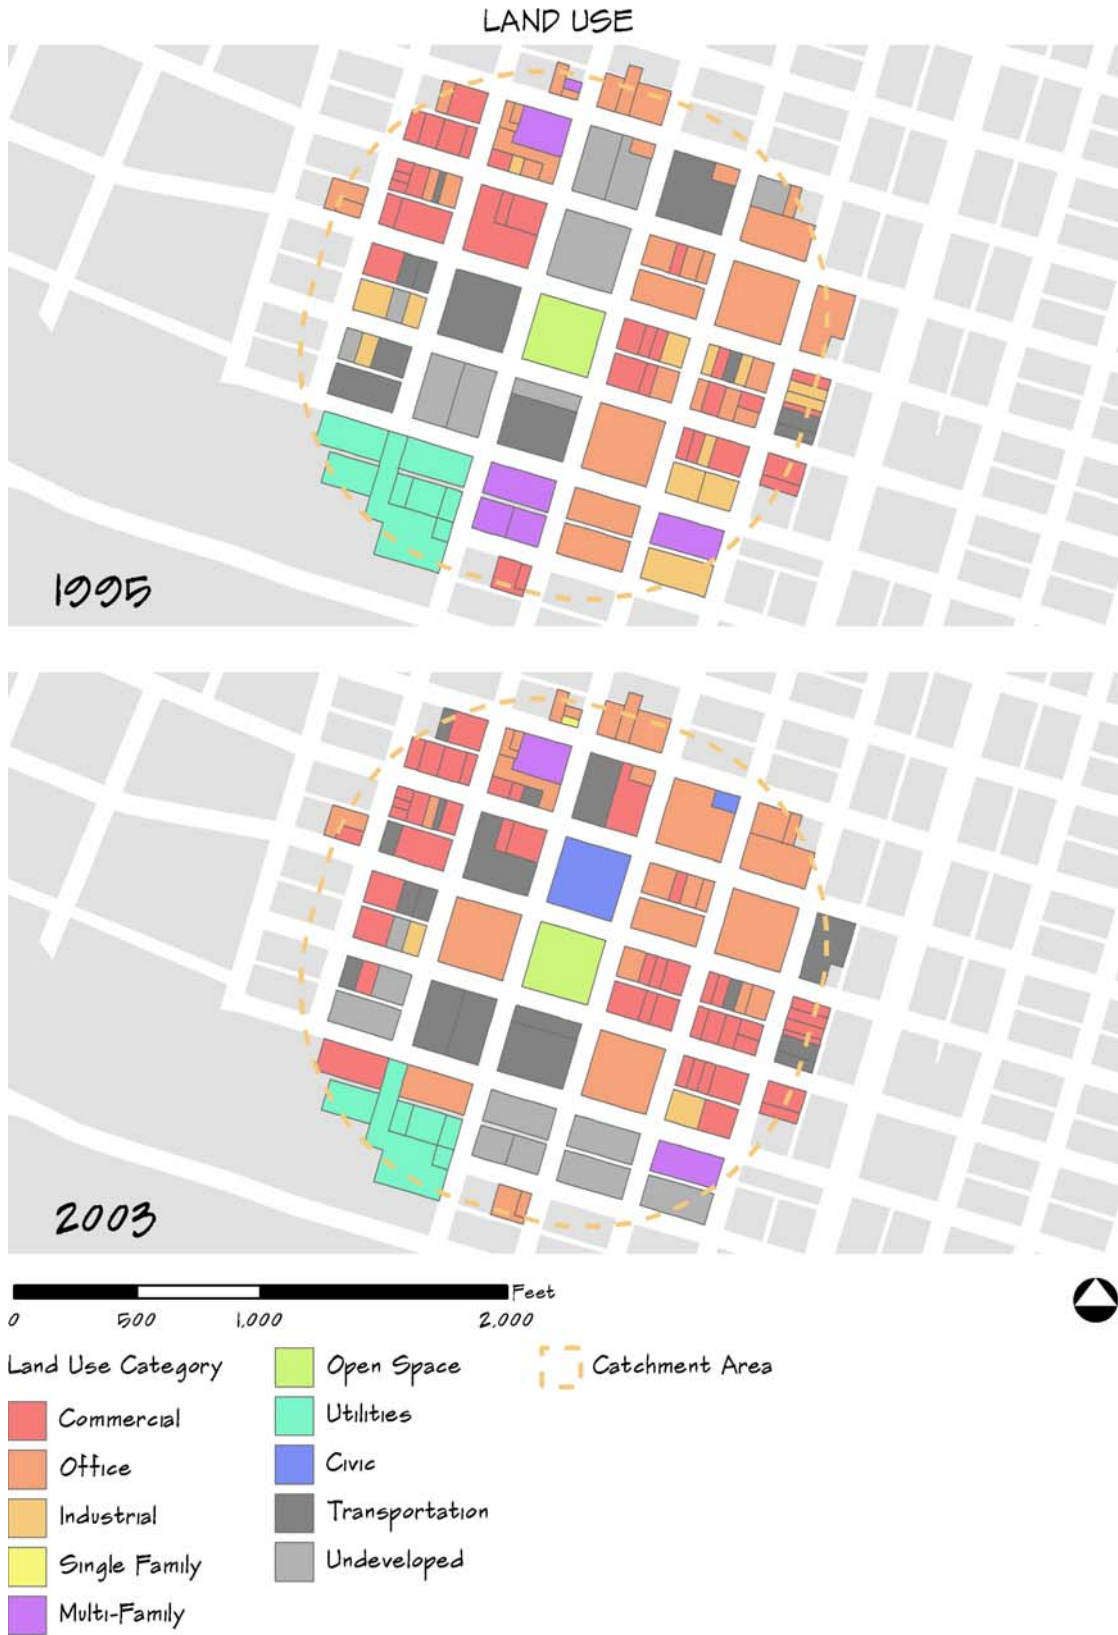 LAND USE
1995
2003
Feet
0 500 1,000 2,000
Land Use Category
Commercial
Office
Industrial
Single Family
Multi-Family
Open Space
Utilities
Civic
Transportation
Undeveloped
Catchment Area